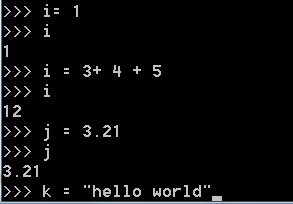 >>> i= 1
>>> i
1
>>> i = 3+ 4 + 5
>>> i
12
>>> j = 3.21
>>> j
3.21
>>> k = "hello world"_